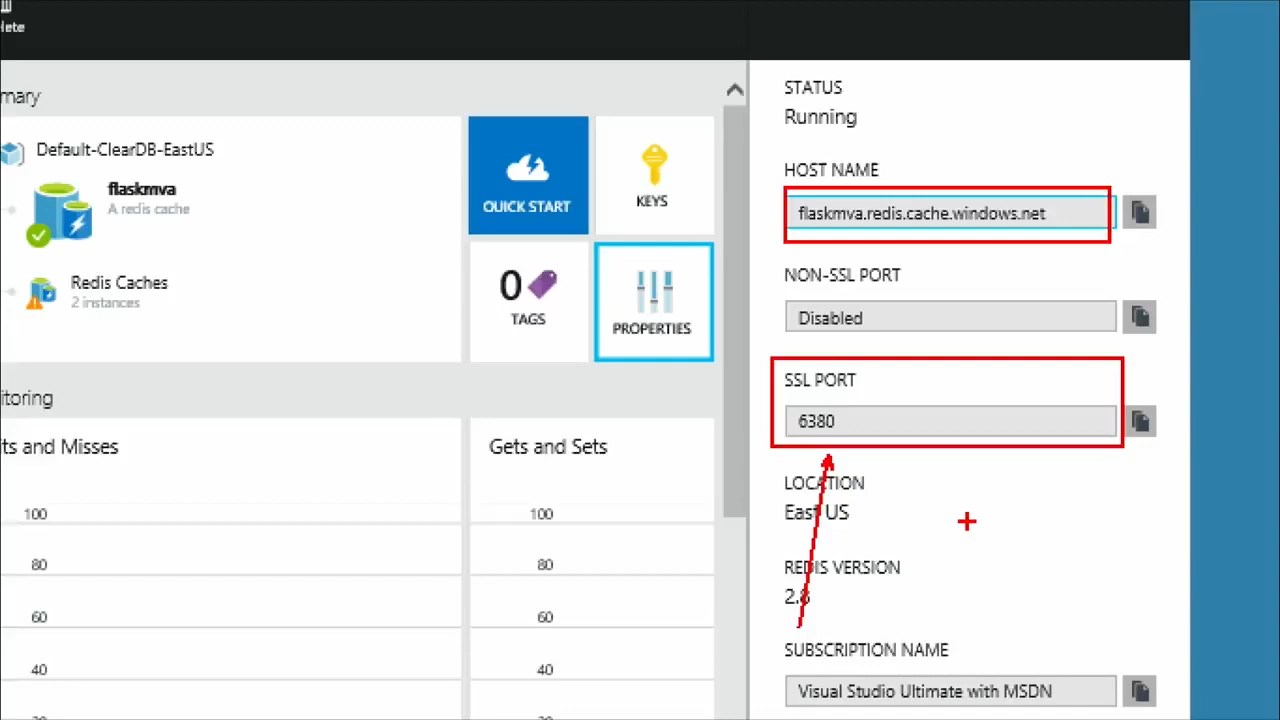 lete
mary
Default-ClearDB-EastUS
flaskmva
A redis cache
Redis Caches
2 instances
QUICK START
KEYS
0
TAGS
PROPERTIES
itoring
ts and Misses
100
80
60
40
Gets and Sets
100
80
60
40
STATUS
Running
HOST NAME
flaskmva.redis.cache.windows.net
NON-SSL PORT
Disabled
SSL PORT
6380
LOCATION
East US
REDIS VERSION
2.8
SUBSCRIPTION NAME
Visual Studio Ultimate with MSDN